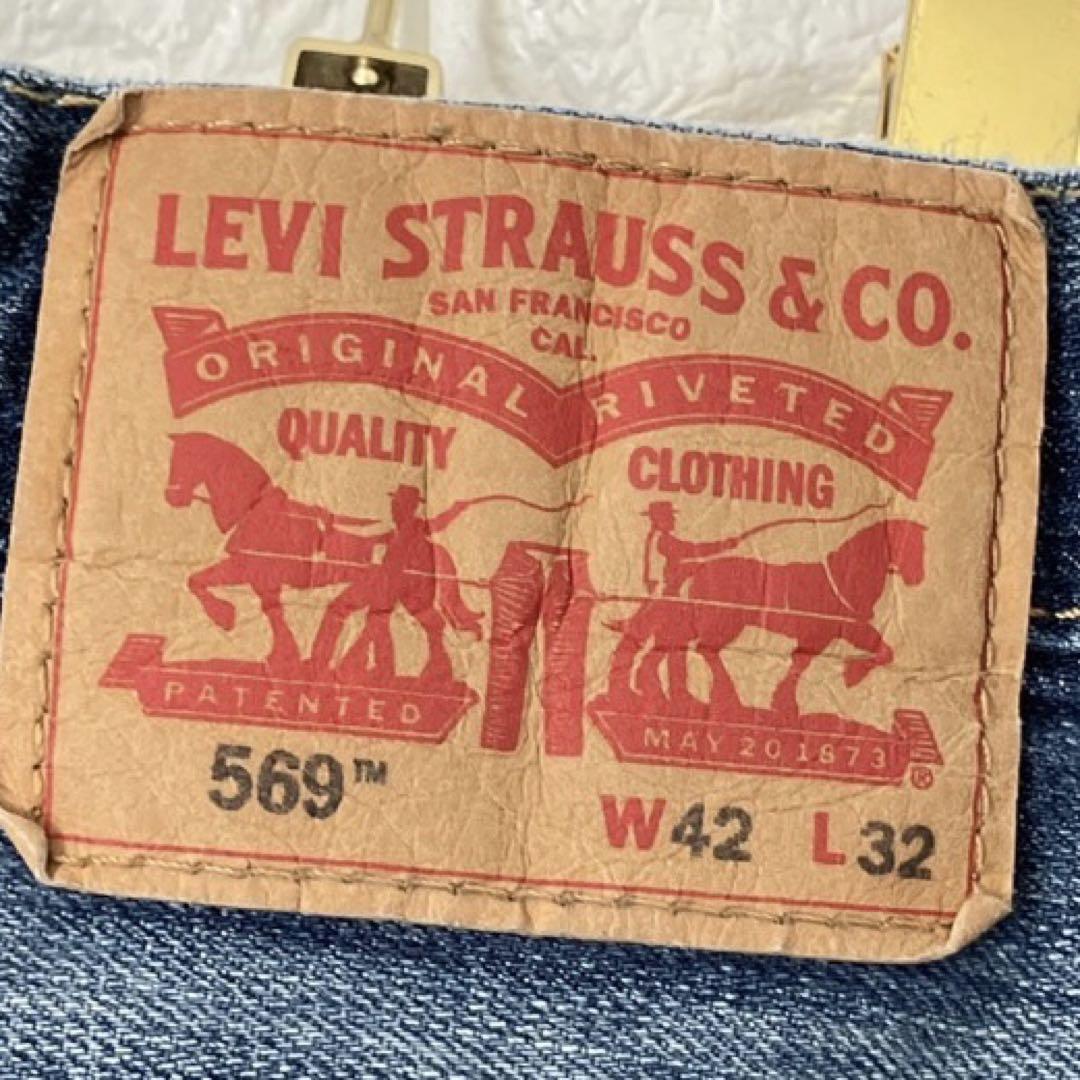 LEVI STRAUSS & CO.
SAN FRANCISCO
CAL.
ORIGINAL RIVETED
QUALITY CLOTHING
PATENTED MAY 20 1873 ®
569™ W42 L32